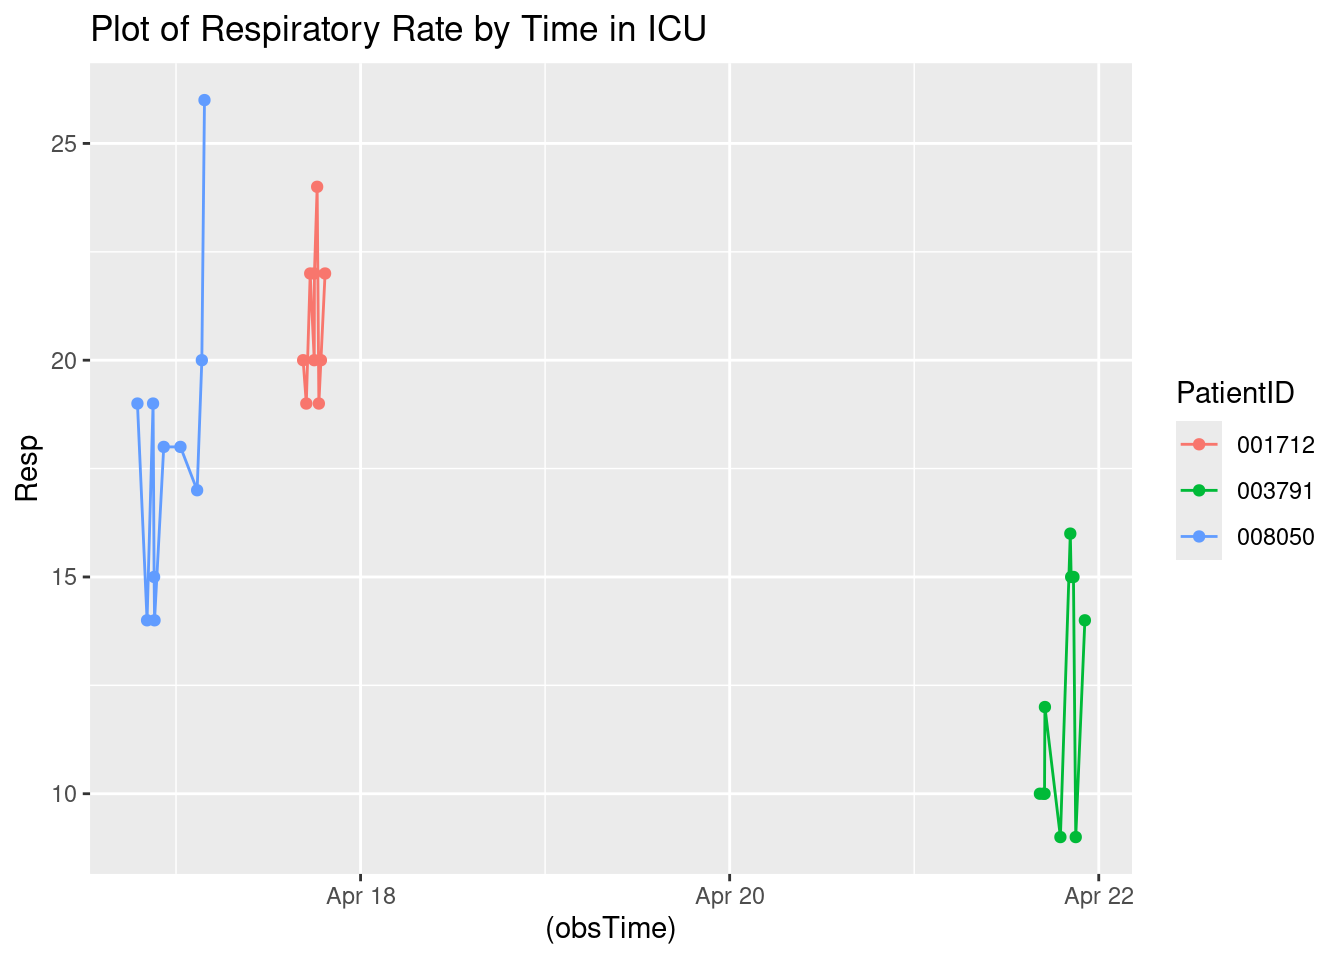 Plot of Respiratory Rate by Time in ICU
25
20
15
10
Resp
Apr 18
Apr 20
Apr 22
(obsTime)
PatientID
001712
003791
008050